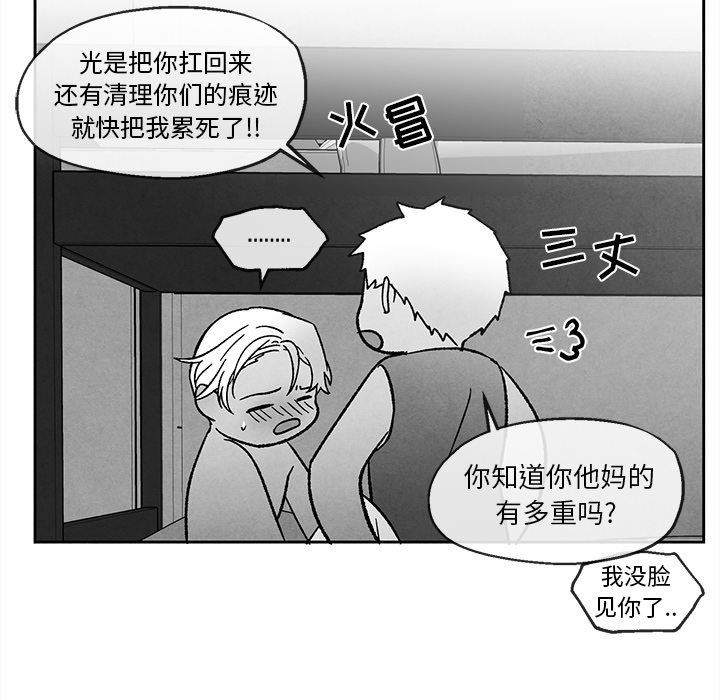 光是把你扛回来
还有清理你们的痕迹
就快把我累死了!!
火冒
………
三丈
你知道你他妈的
有多重吗?
我没脸
见你了..